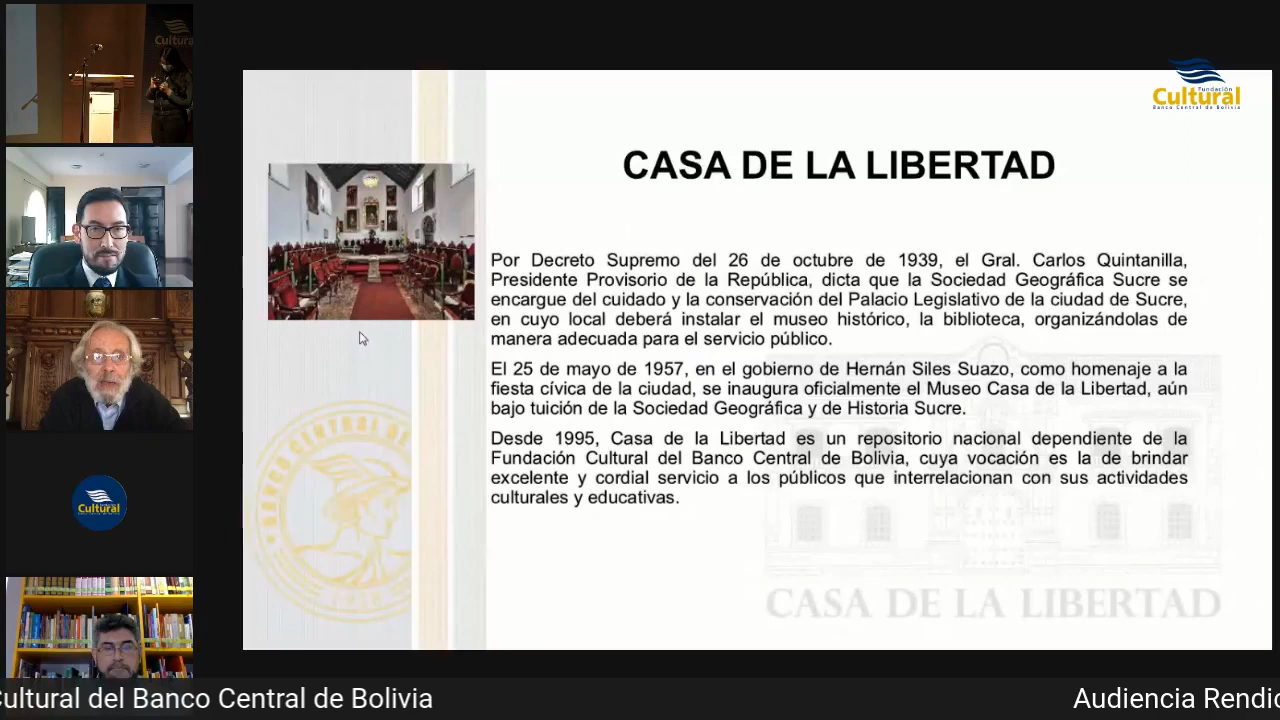 Cultural
Fundación
Cultural
Banco Central de Bolivia
CASA DE LA LIBERTAD
Por Decreto Supremo del 26 de octubre de 1939, el Gral. Carlos Quintanilla,
Presidente Provisorio de la República, dicta que la Sociedad Geográfica Sucre se
encargue del cuidado y la conservación del Palacio Legislativo de la ciudad de Sucre,
en cuyo local deberá instalar el museo histórico, la biblioteca, organizándolas de
manera adecuada para el servicio público.
El 25 de mayo de 1957, en el gobierno de Hernán Siles Suazo, como homenaje a la
fiesta cívica de la ciudad, se inaugura oficialmente el Museo Casa de la Libertad, aún
bajo tuición de la Sociedad Geográfica y de Historia Sucre.
Desde 1995, Casa de la Libertad es un repositorio nacional dependiente de la
Fundación Cultural del Banco Central de Bolivia, cuya vocación es la de brindar
excelente y cordial servicio a los públicos que interrelacionan con sus actividades
culturales y educativas.
CASA DE LA LIBERTAD
Cultural
Cultural del Banco Central de Bolivia
Audiencia Rendic